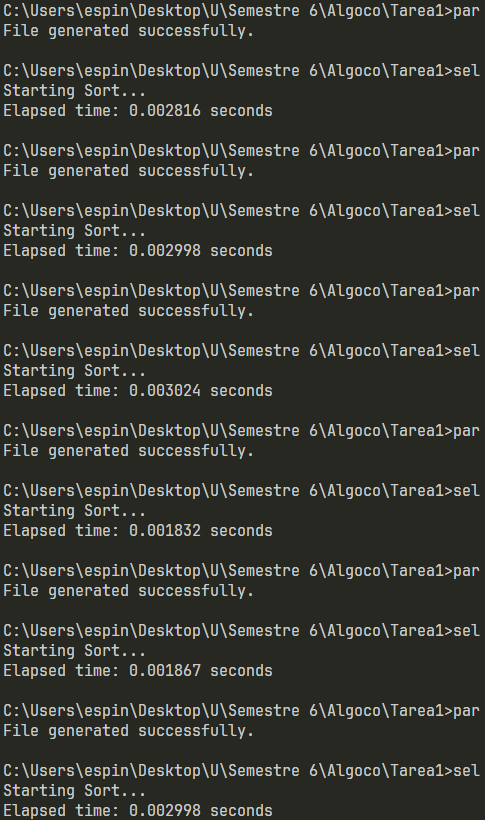 C:\Users\espin\Desktop\U\Semestre 6\Algoco\Tarea1>par
File generated successfully.
C:\Users\espin\Desktop\U\Semestre 6\Algoco\Tarea1>sel
Starting Sort...
Elapsed time: 0.002816 seconds
C:\Users\espin\Desktop\U\Semestre 6\Algoco\Tarea1>par
File generated successfully.
C:\Users\espin\Desktop\U\Semestre 6\Algoco\Tarea1>sel
Starting Sort...
Elapsed time: 0.002998 seconds
C:\Users\espin\Desktop\U\Semestre 6\Algoco\Tarea1>par
File generated successfully.
C:\Users\espin\Desktop\U\Semestre 6\Algoco\Tarea1>sel
Starting Sort...
Elapsed time: 0.003024 seconds
C:\Users\espin\Desktop\U\Semestre 6\Algoco\Tarea1>par
File generated successfully.
C:\Users\espin\Desktop\U\Semestre 6\Algoco\Tarea1>sel
Starting Sort...
Elapsed time: 0.001832 seconds
C:\Users\espin\Desktop\U\Semestre 6\Algoco\Tarea1>par
File generated successfully.
C:\Users\espin\Desktop\U\Semestre 6\Algoco\Tarea1>sel
Starting Sort...
Elapsed time: 0.001867 seconds
C:\Users\espin\Desktop\U\Semestre 6\Algoco\Tarea1>par
File generated successfully.
C:\Users\espin\Desktop\U\Semestre 6\Algoco\Tarea1>sel
Starting Sort...
Elapsed time: 0.002998 seconds